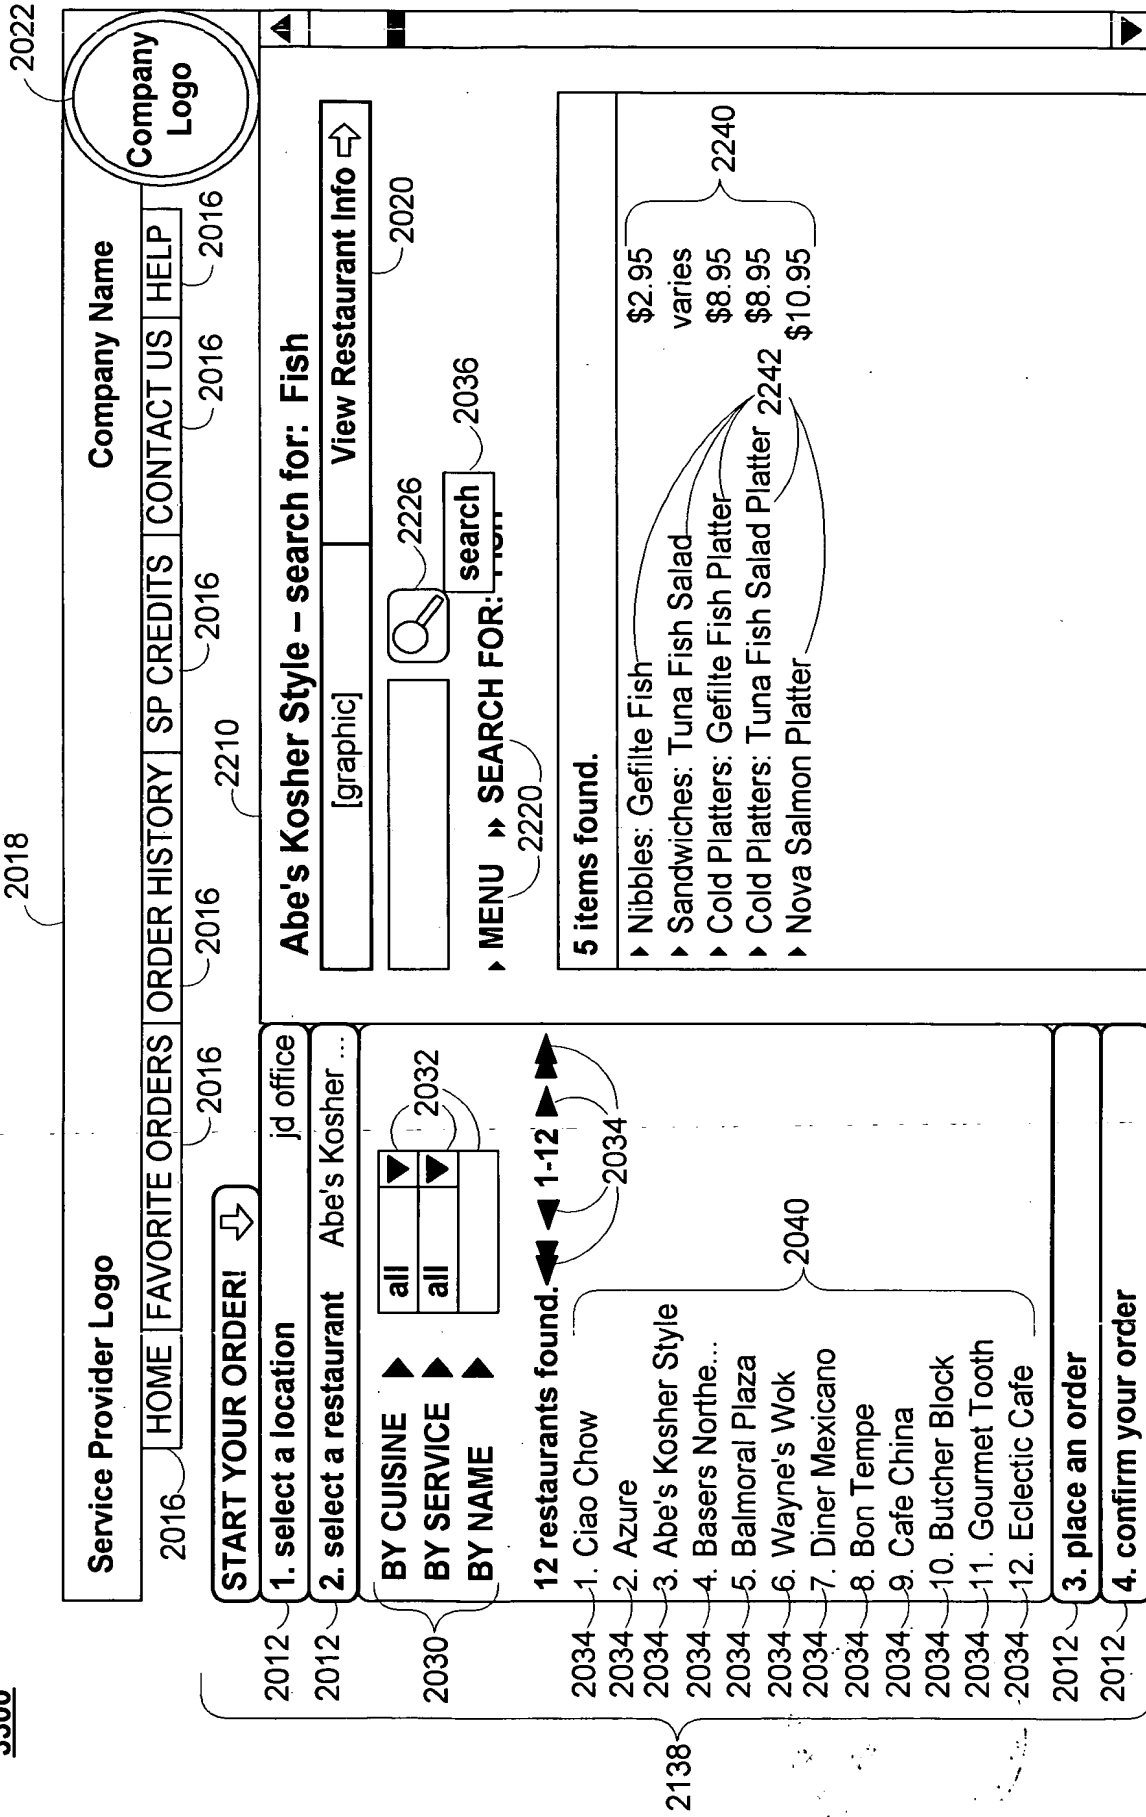 2018
2022
Service Provider Logo
Company Name
Company
Logo
HOME
FAVORITE ORDERS
ORDER HISTORY
SP CREDITS
CONTACT US
HELP
2016
2016
2016
2016
2016
2016
2210
START YOUR ORDER!
2012
1. select a location
jd office
2012
2. select a restaurant
Abe's Kosher ...
2030
BY CUISINE
all
BY SERVICE
all
BY NAME
2032
12 restaurants found.
1-12
2034
2034
1. Ciao Chow
2034
2. Azure
2034
3. Abe's Kosher Style
2034
4. Basers Northe...
2034
5. Balmoral Plaza
2034
6. Wayne's Wok
2034
7. Diner Mexicano
2034
8. Bon Tempe
2034
9. Cafe China
2034
10. Butcher Block
2034
11. Gourmet Tooth
2034
12. Eclectic Cafe
2040
2012
3. place an order
2012
4. confirm your order
2138
Abe's Kosher Style – search for: Fish
[graphic]
View Restaurant Info
2020
2226
search
2036
MENU
SEARCH FOR:
2220
5 items found.
Nibbles: Gefilte Fish
$2.95
Sandwiches: Tuna Fish Salad
varies
Cold Platters: Gefilte Fish Platter
$8.95
Cold Platters: Tuna Fish Salad Platter
$8.95
Nova Salmon Platter
$10.95
2242
2240